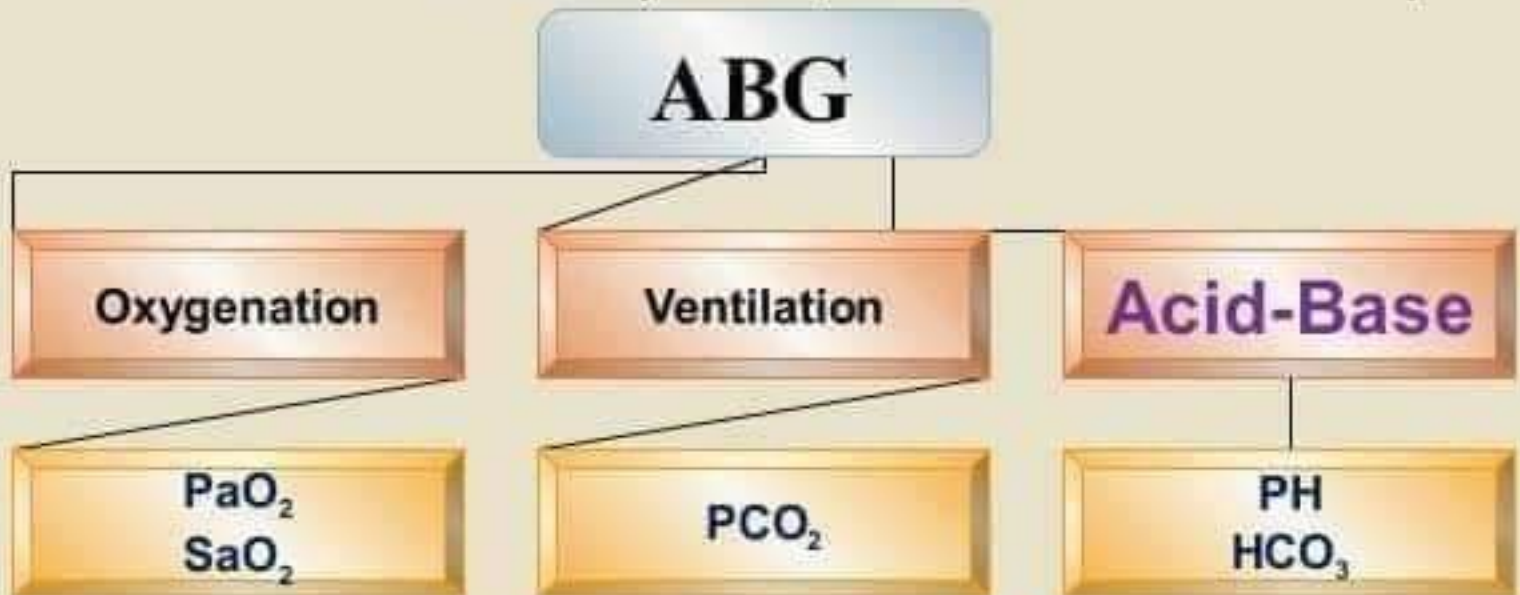 ABG
Oxygenation
Ventilation
Acid-Base
PaO₂
SaO₂
PCO₂
PH
HCO₃